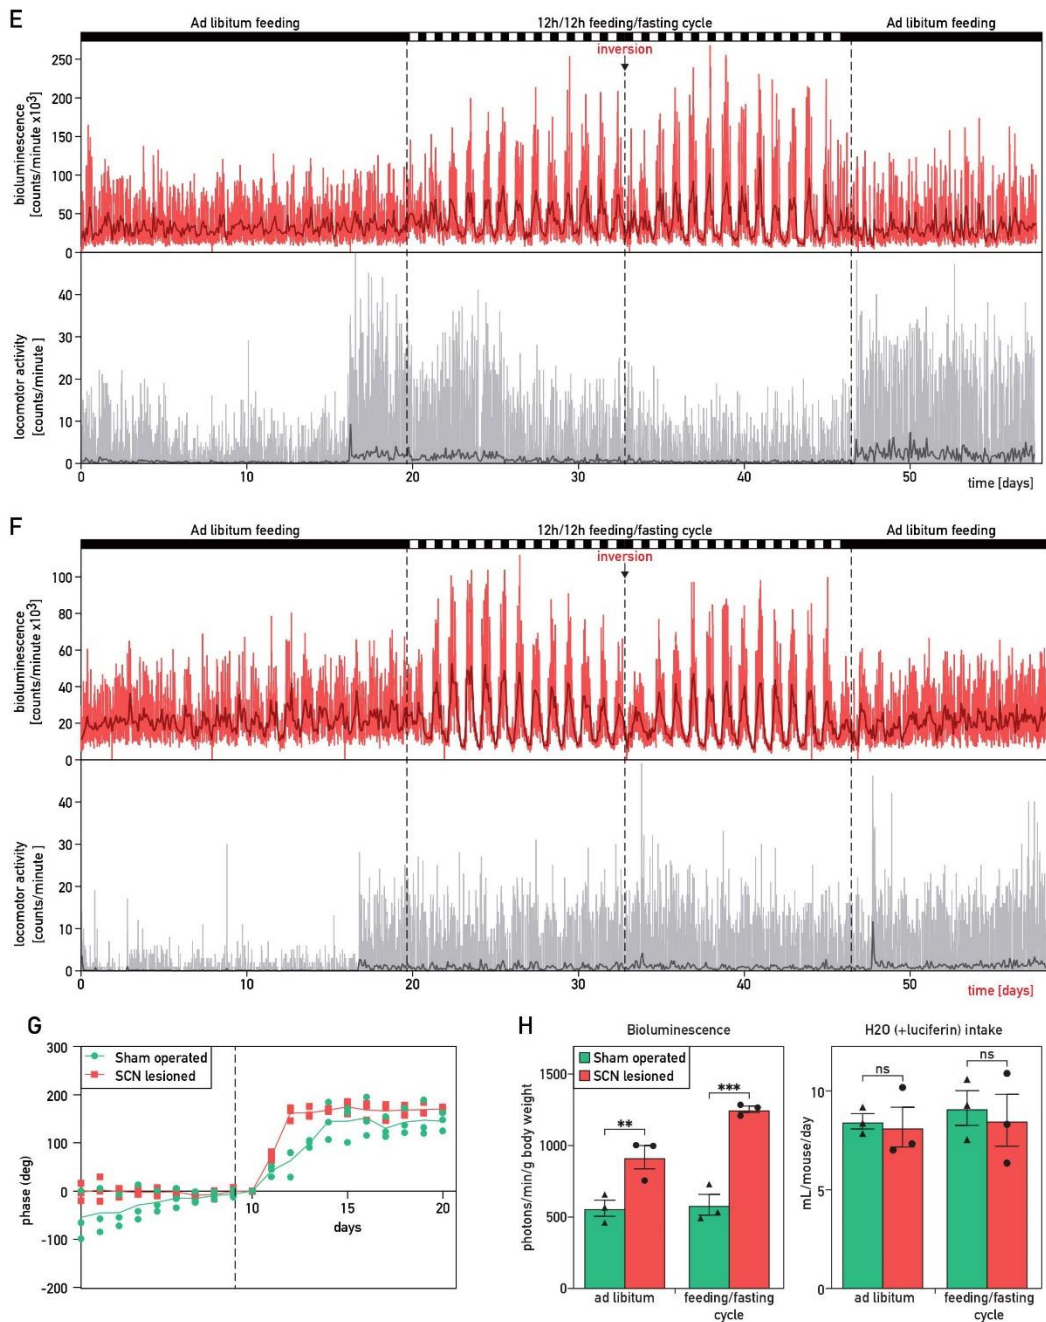 E
Ad libitum feeding
12h/12h feeding/fasting cycle
Ad libitum feeding
inversion
bioluminescence
[counts/minute x10³]
250
200
150
100
50
0
locomotor activity
[counts/minute ]
40
30
20
10
0
0
10
20
30
40
50
time [days]
F
Ad libitum feeding
12h/12h feeding/fasting cycle
Ad libitum feeding
inversion
bioluminescence
[counts/minute x10³]
100
80
60
40
20
0
locomotor activity
[counts/minute ]
40
30
20
10
0
0
10
20
30
40
50
time [days]
G
Sham operated
SCN lesioned
phase (deg)
300
200
100
0
-100
-200
10
15
20
days
H
Bioluminescence
Sham operated
SCN lesioned
photons/min/g body weight
1500
1000
500
0
**
***
ad libitum
feeding/fasting
cycle
H2O (+luciferin) intake
mL/mouse/day
10
5
0
ns
ns
ad libitum
feeding/fasting
cycle